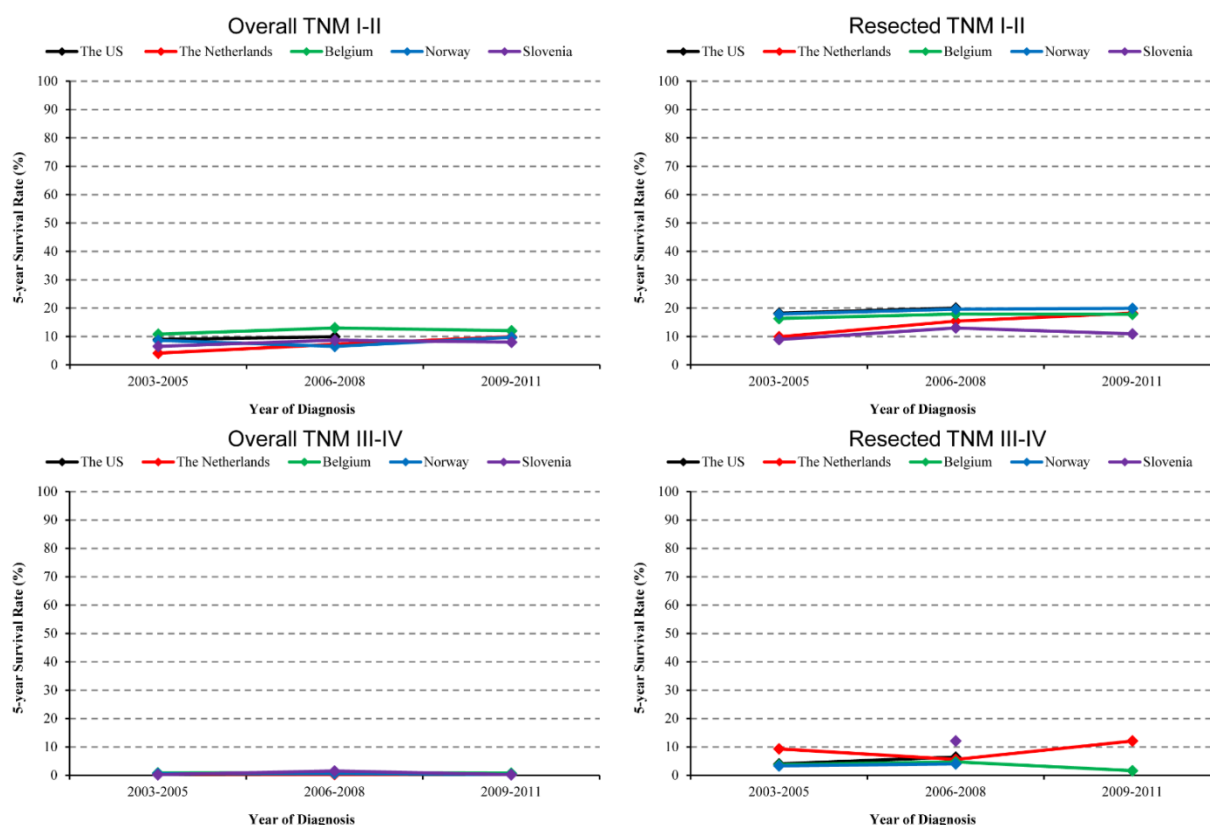 Overall TNM I-II
The US The Netherlands Belgium Norway Slovenia
100
90
80
70
60
50
40
30
20
10
0
5-year Survival Rate (%)
2003-2005 2006-2008 2009-2011
Year of Diagnosis
Resected TNM I-II
The US The Netherlands Belgium Norway Slovenia
100
90
80
70
60
50
40
30
20
10
0
5-year Survival Rate (%)
2003-2005 2006-2008 2009-2011
Year of Diagnosis
Overall TNM III-IV
The US The Netherlands Belgium Norway Slovenia
100
90
80
70
60
50
40
30
20
10
0
5-year Survival Rate (%)
2003-2005 2006-2008 2009-2011
Year of Diagnosis
Resected TNM III-IV
The US The Netherlands Belgium Norway Slovenia
100
90
80
70
60
50
40
30
20
10
0
5-year Survival Rate (%)
2003-2005 2006-2008 2009-2011
Year of Diagnosis